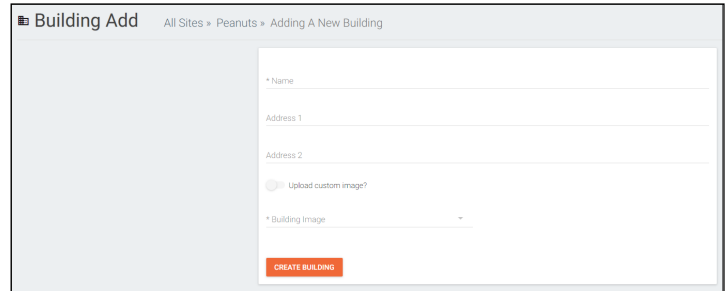 Building Add All Sites » Peanuts » Adding A New Building
* Name
Address 1
Address 2
Upload custom image?
* Building Image
CREATE BUILDING